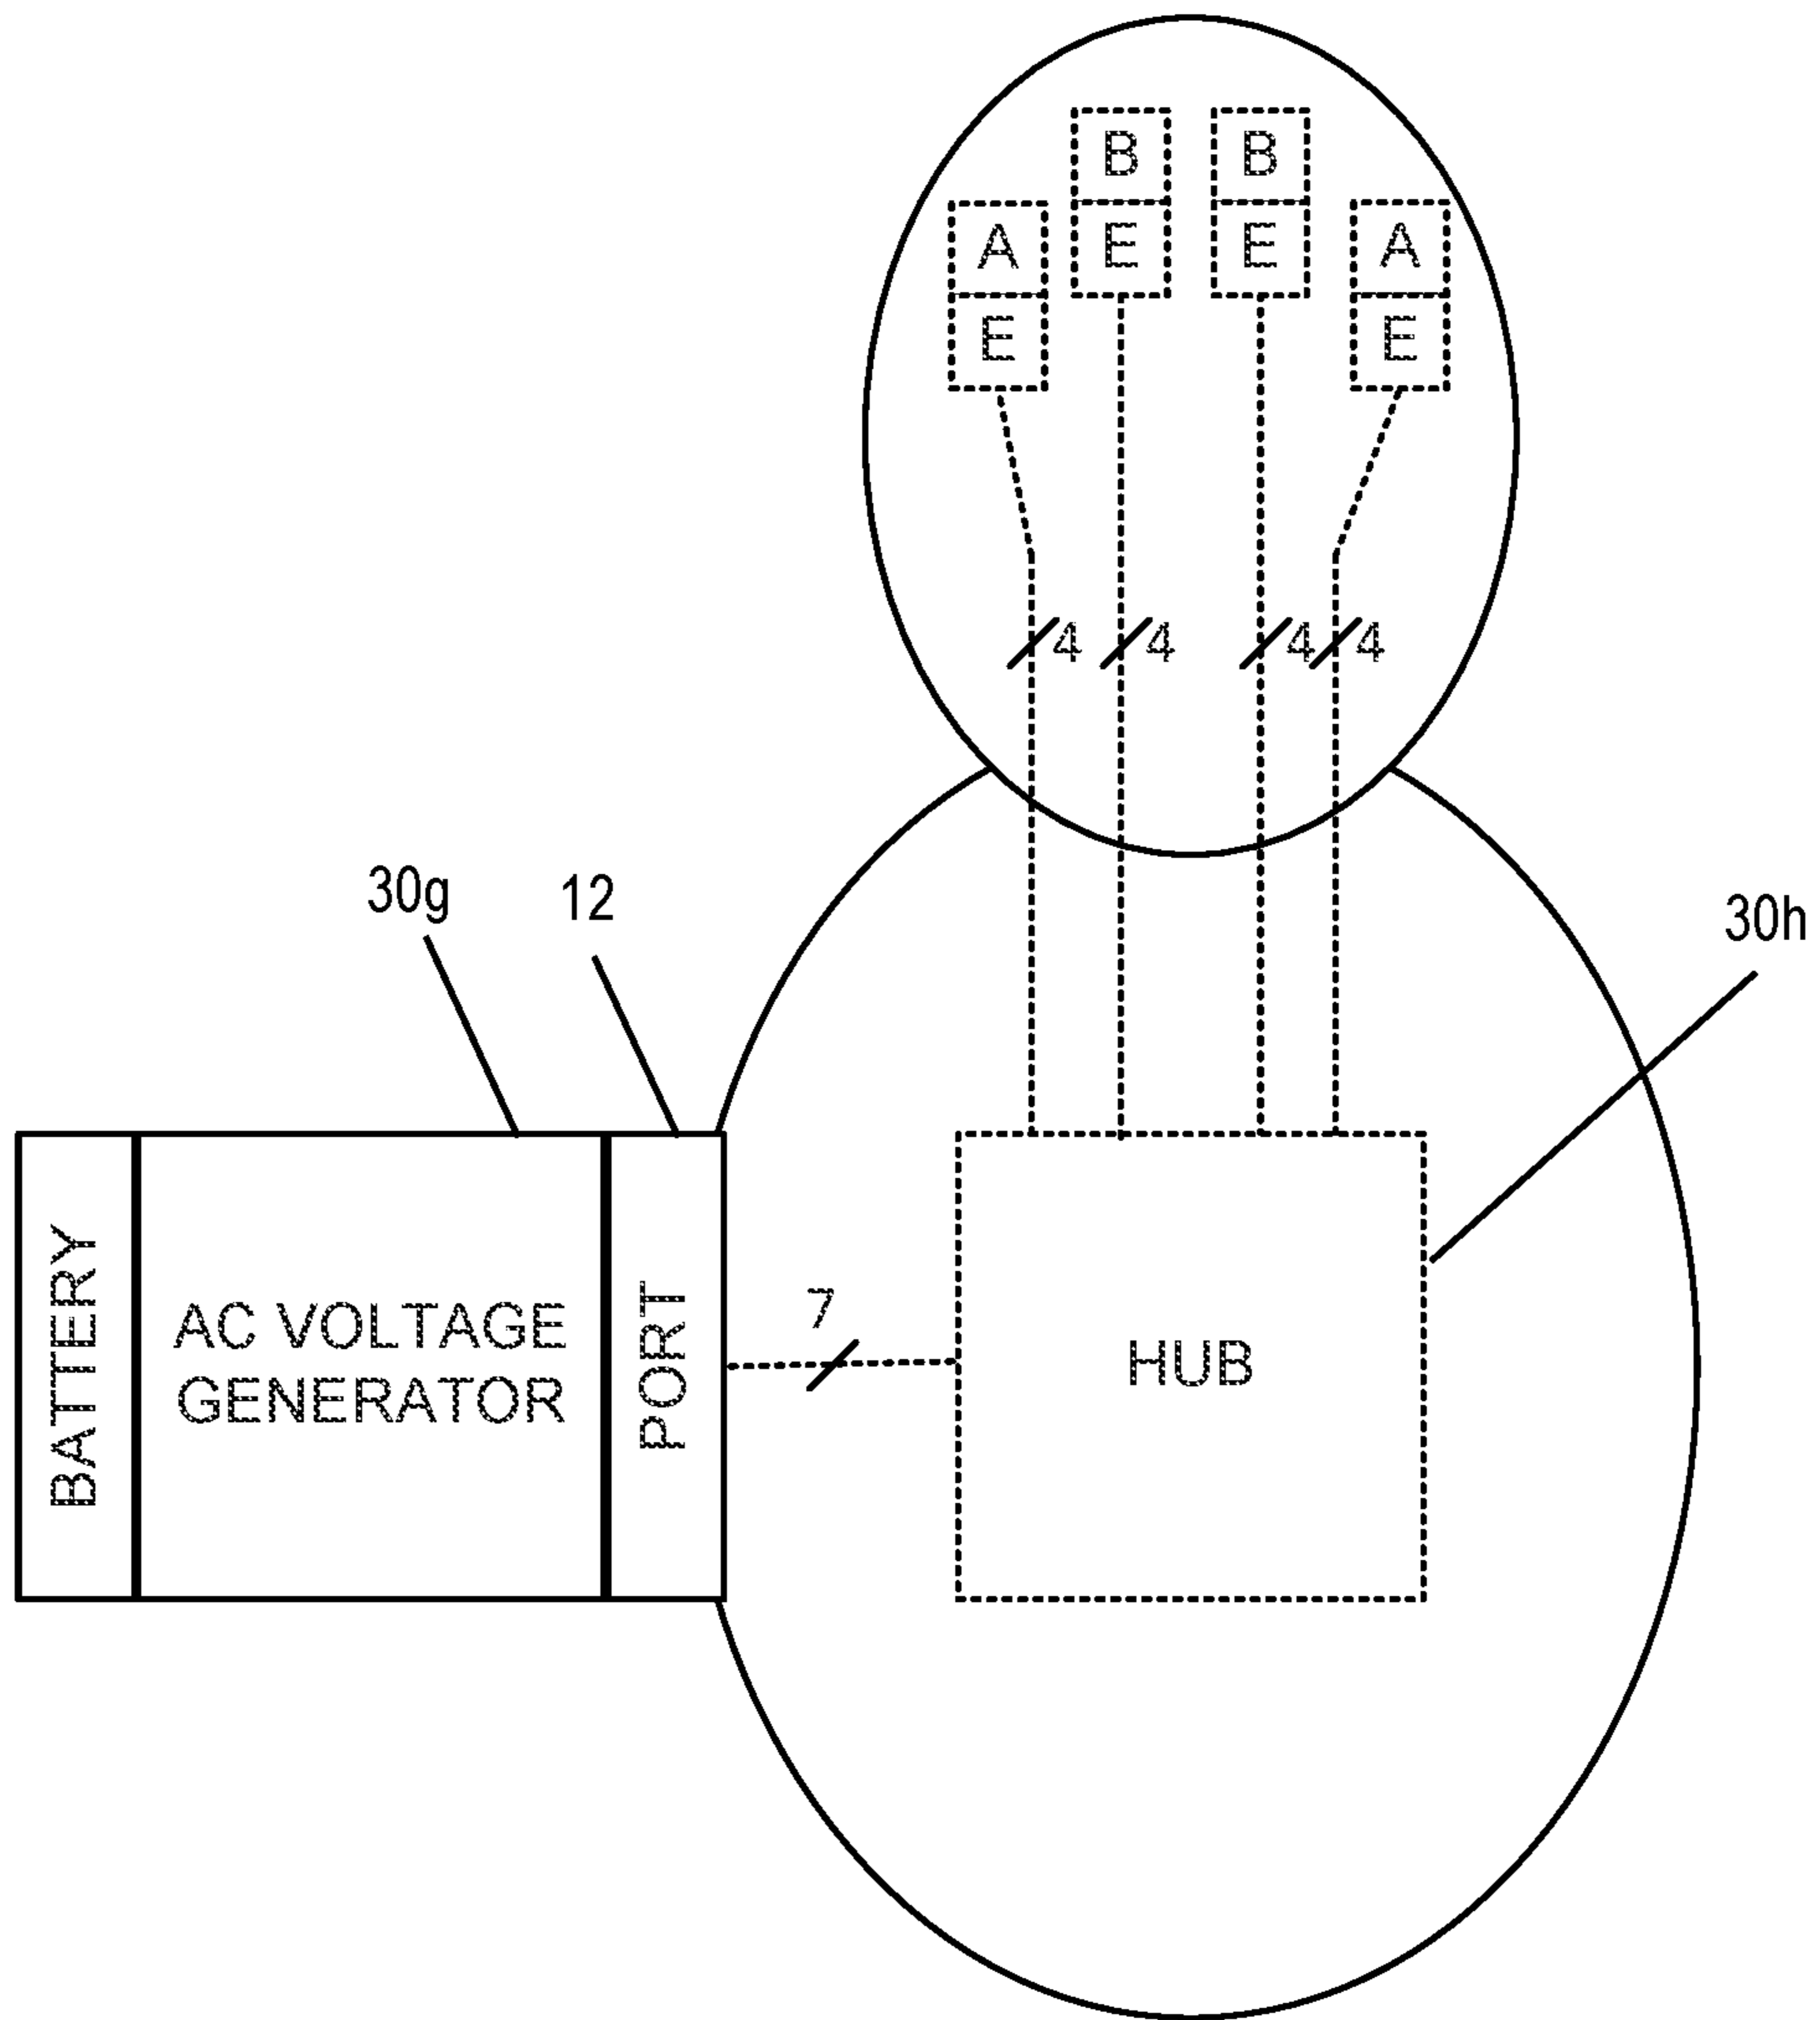 B B
A E E A
E E
4 4 4 4
30g 12 30h
BATTERY
AC VOLTAGE
GENERATOR
PORT
7
HUB